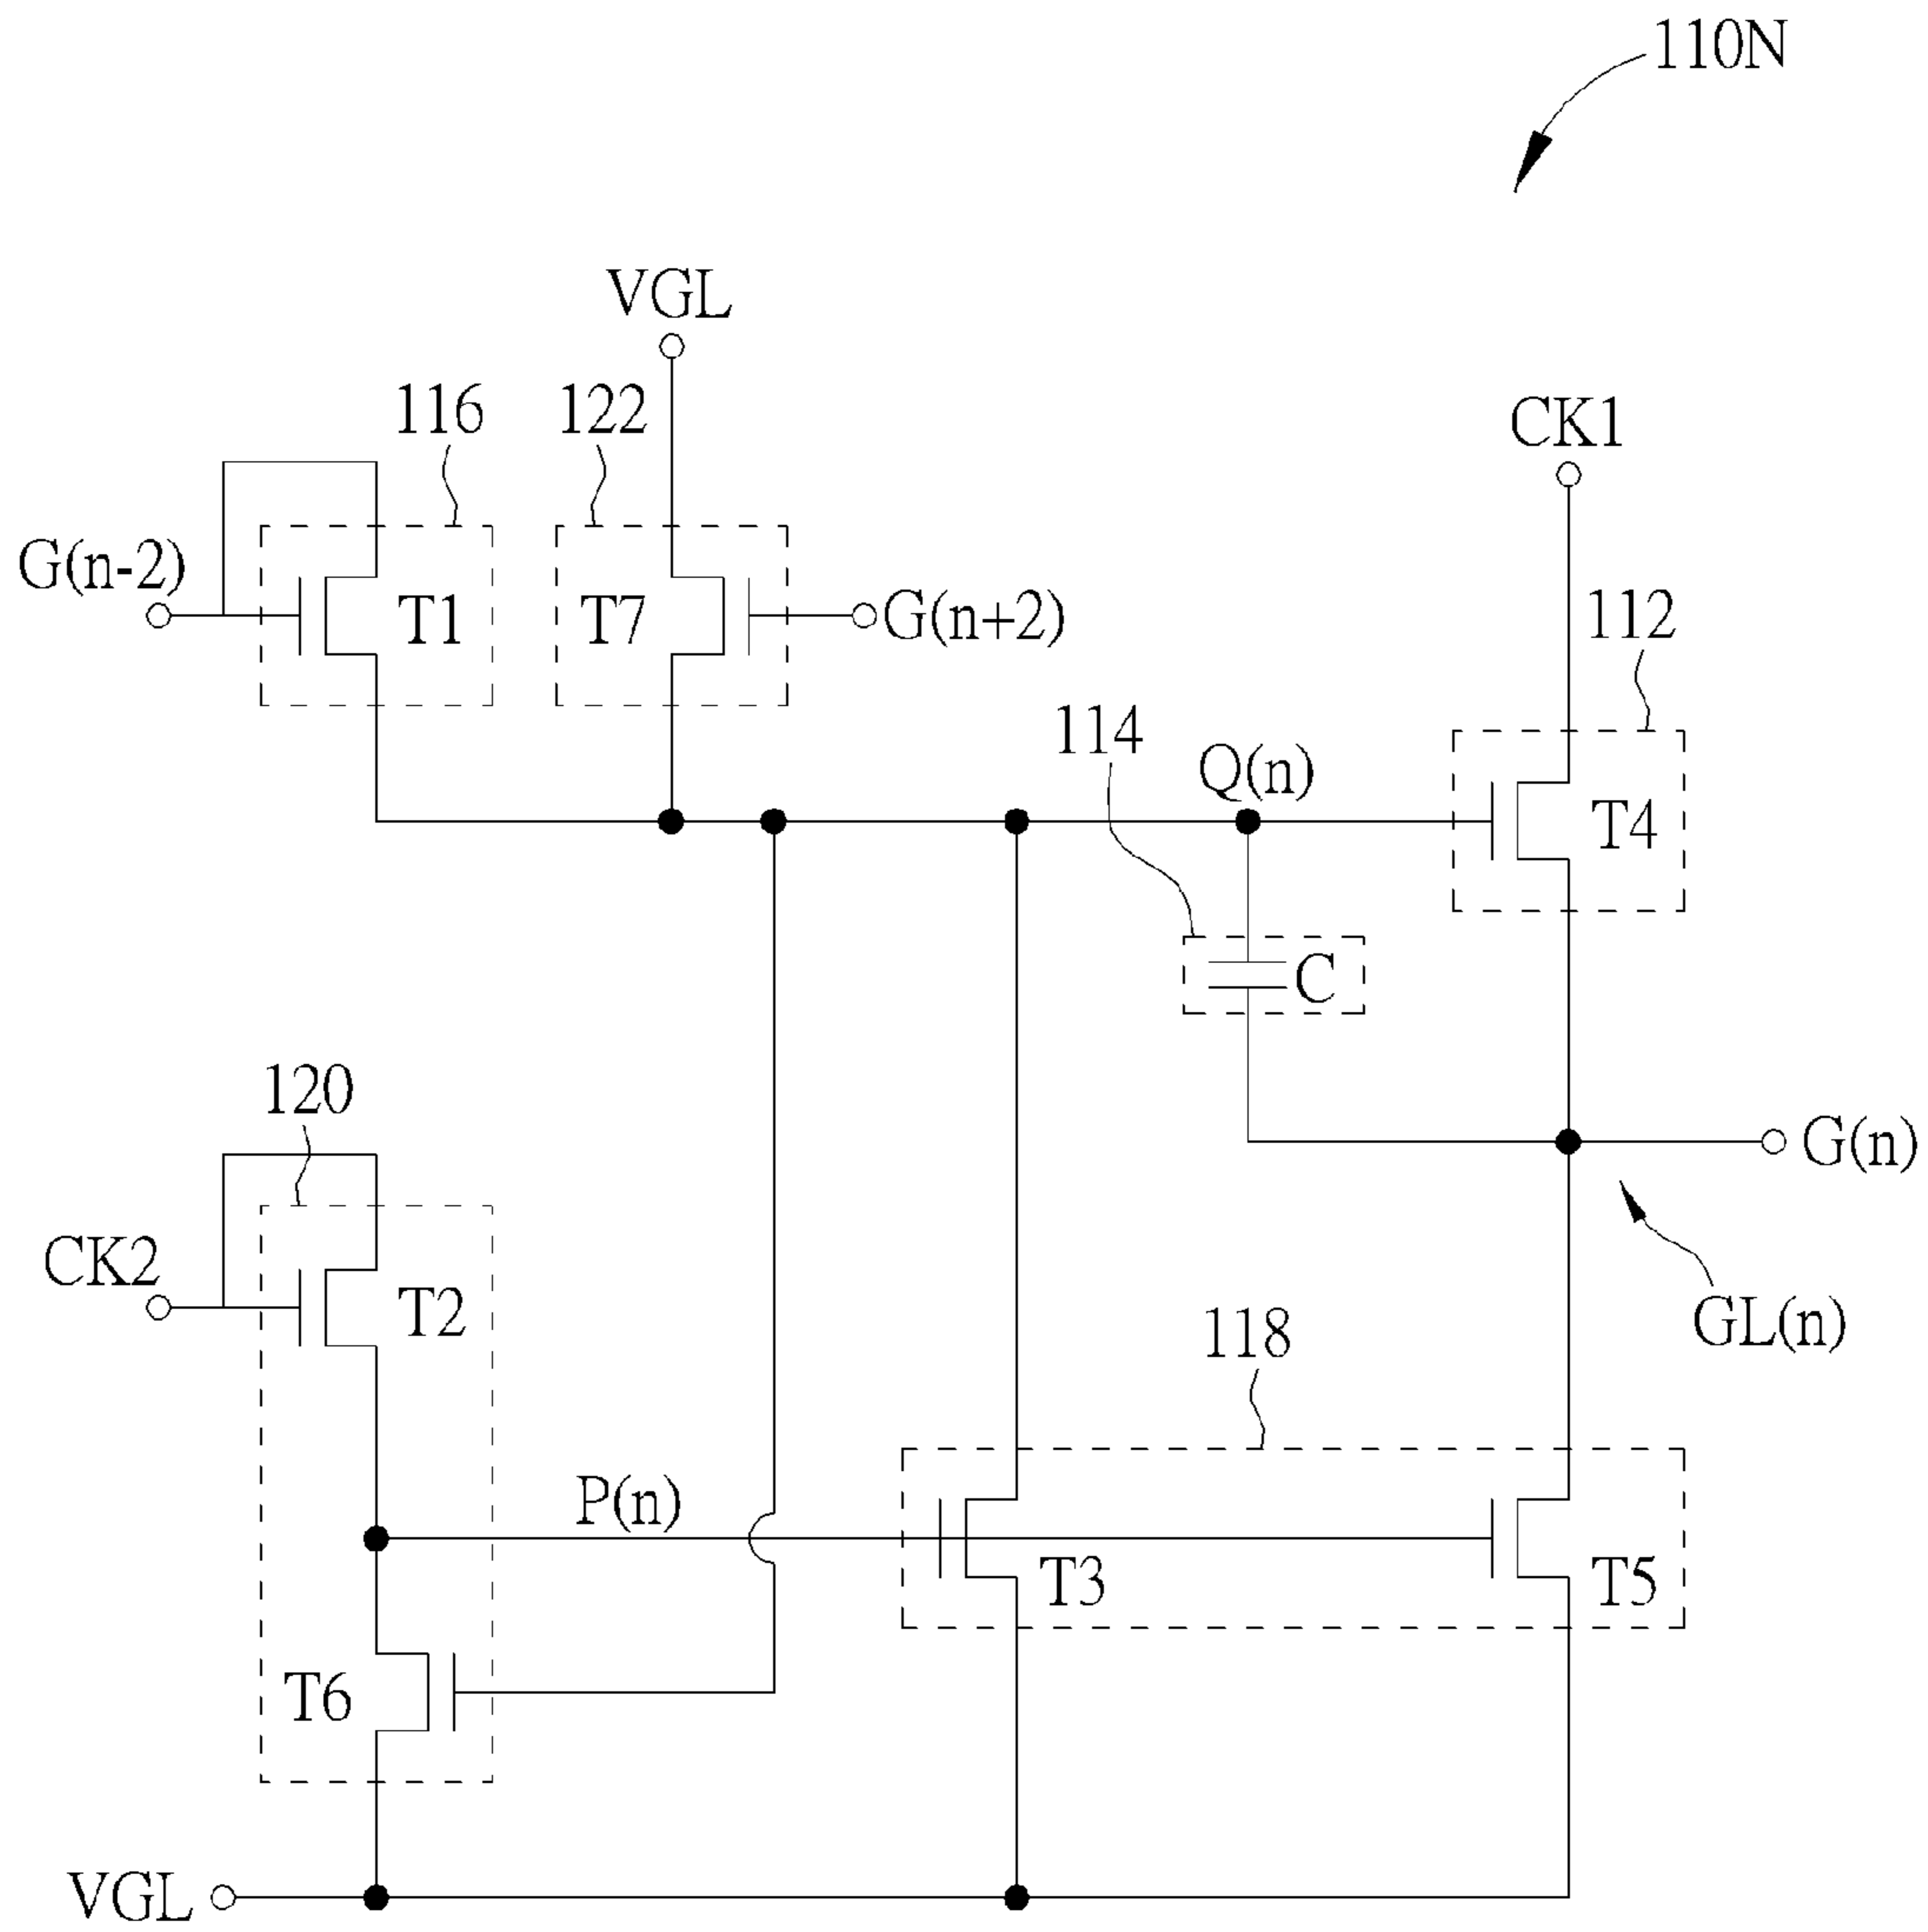 110N
VGL
116
122
CK1
G(n-2)
T1
T7
G(n+2)
112
114
Q(n)
T4
C
120
G(n)
CK2
T2
GL(n)
118
P(n)
T3
T5
T6
VGL